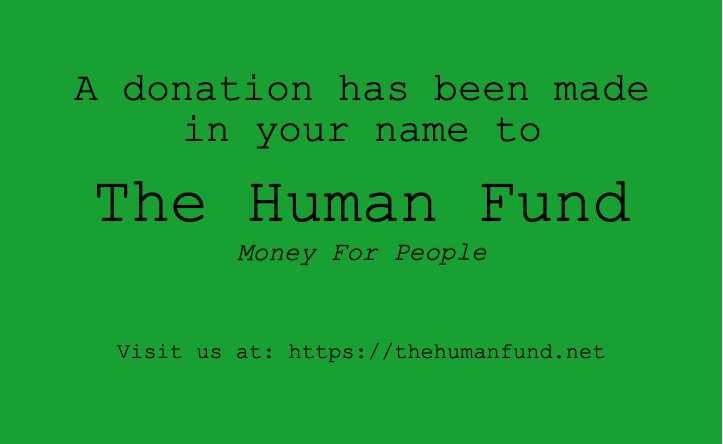 A donation has been made
in your name to
The Human Fund
Money For People
Visit us at: https://thehumanfund.net